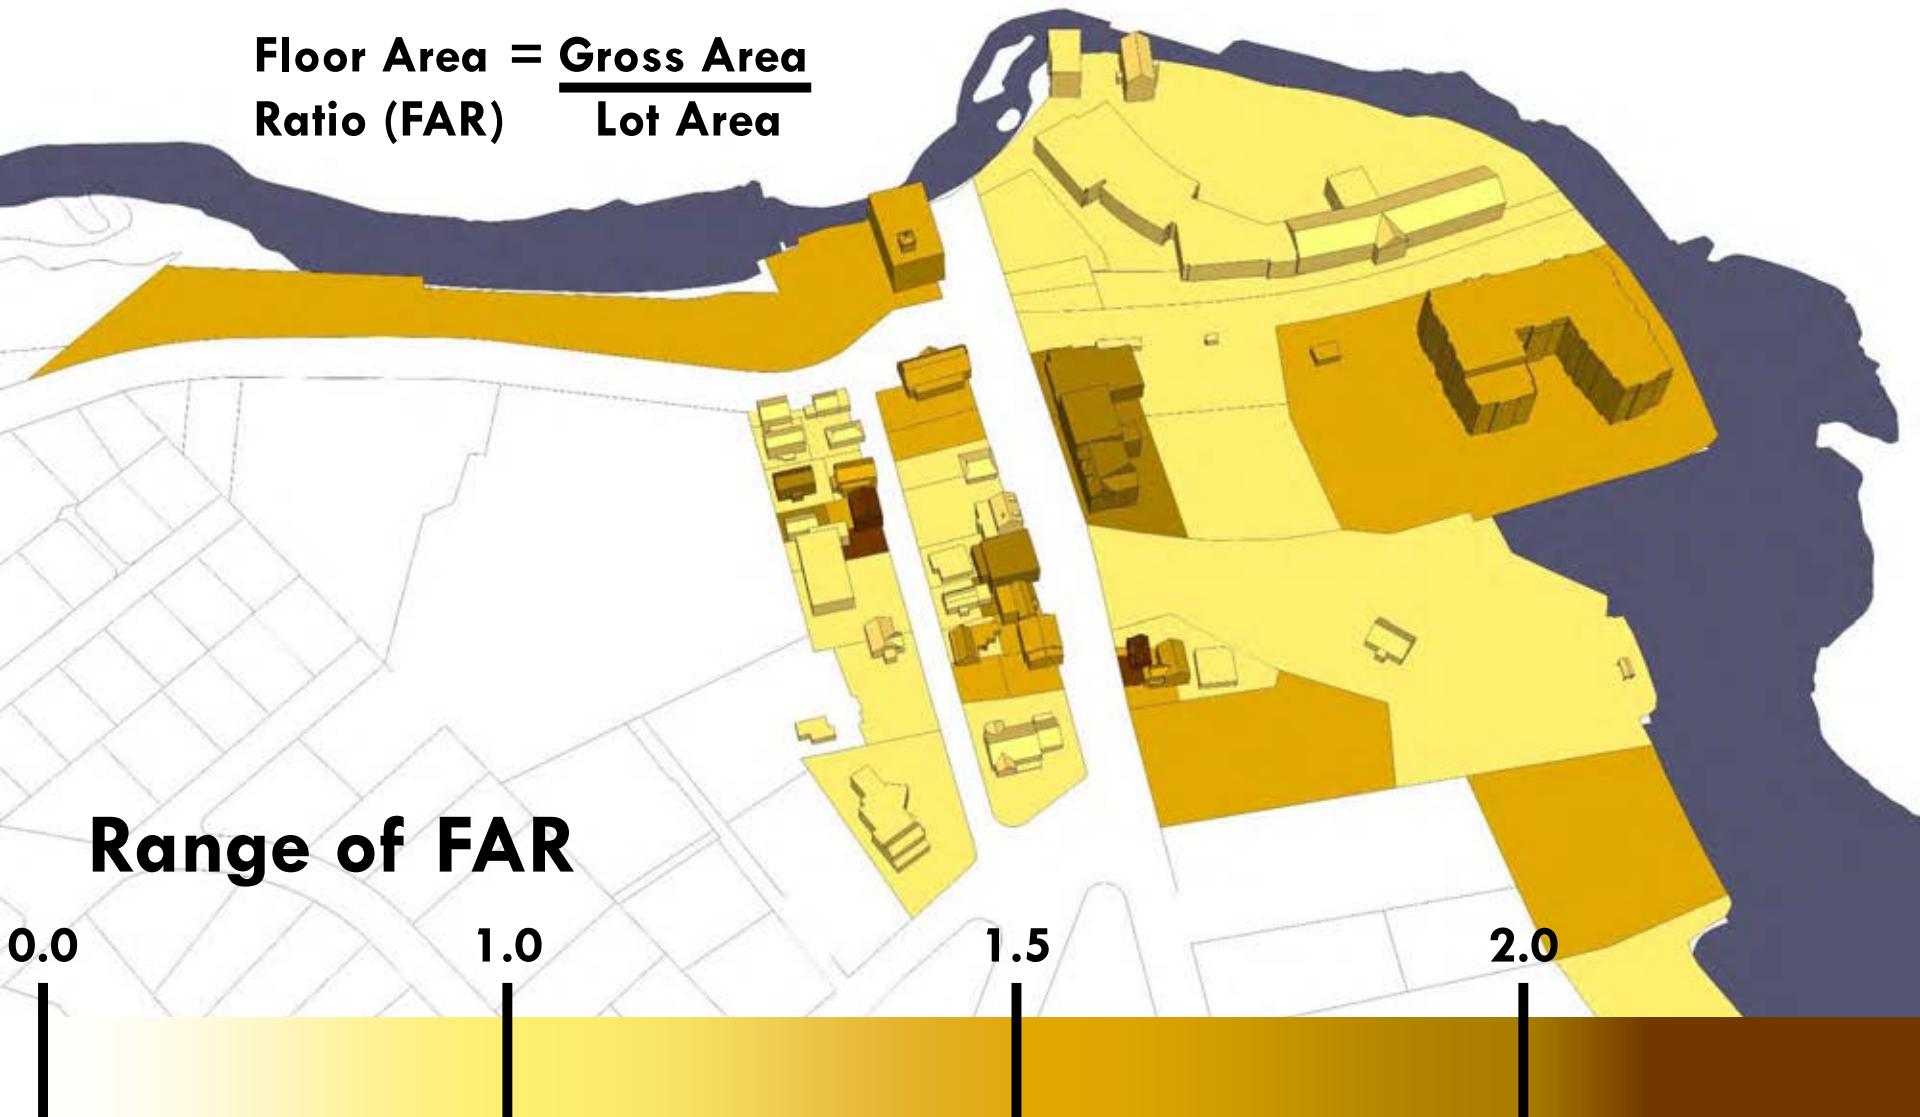 Floor Area = Gross Area
Ratio (FAR) Lot Area
Range of FAR
0.0 1.0 1.5 2.0